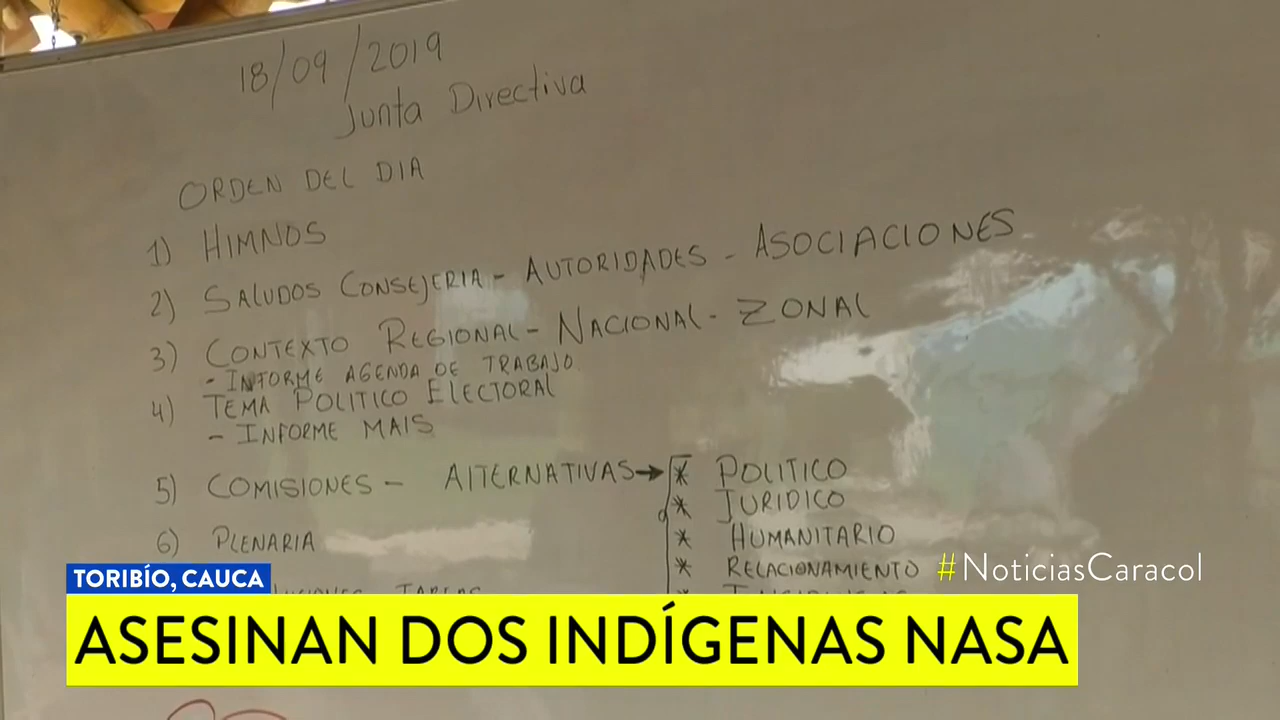 18/09/2019
Junta Directiva
ORDEN DEL DIA
1) HIMNOS
2) SALUDOS CONSEJERIA - AUTORIDADES - ASOCIACIONES
3) CONTEXTO REGIONAL - NACIONAL - ZONAL
- INFORME AGENDA DE TRABAJO
4) TEMA POLITICO ELECTORAL
- INFORME MAIS
5) COMISIONES - ALTERNATIVAS → * POLITICO
* JURIDICO
* HUMANITARIO
6) PLENARIA
* RELACIONAMIENTO
#NoticiasCaracol
TORIBÍO, CAUCA
TAREAS
ASESINAN DOS INDÍGENAS NASA